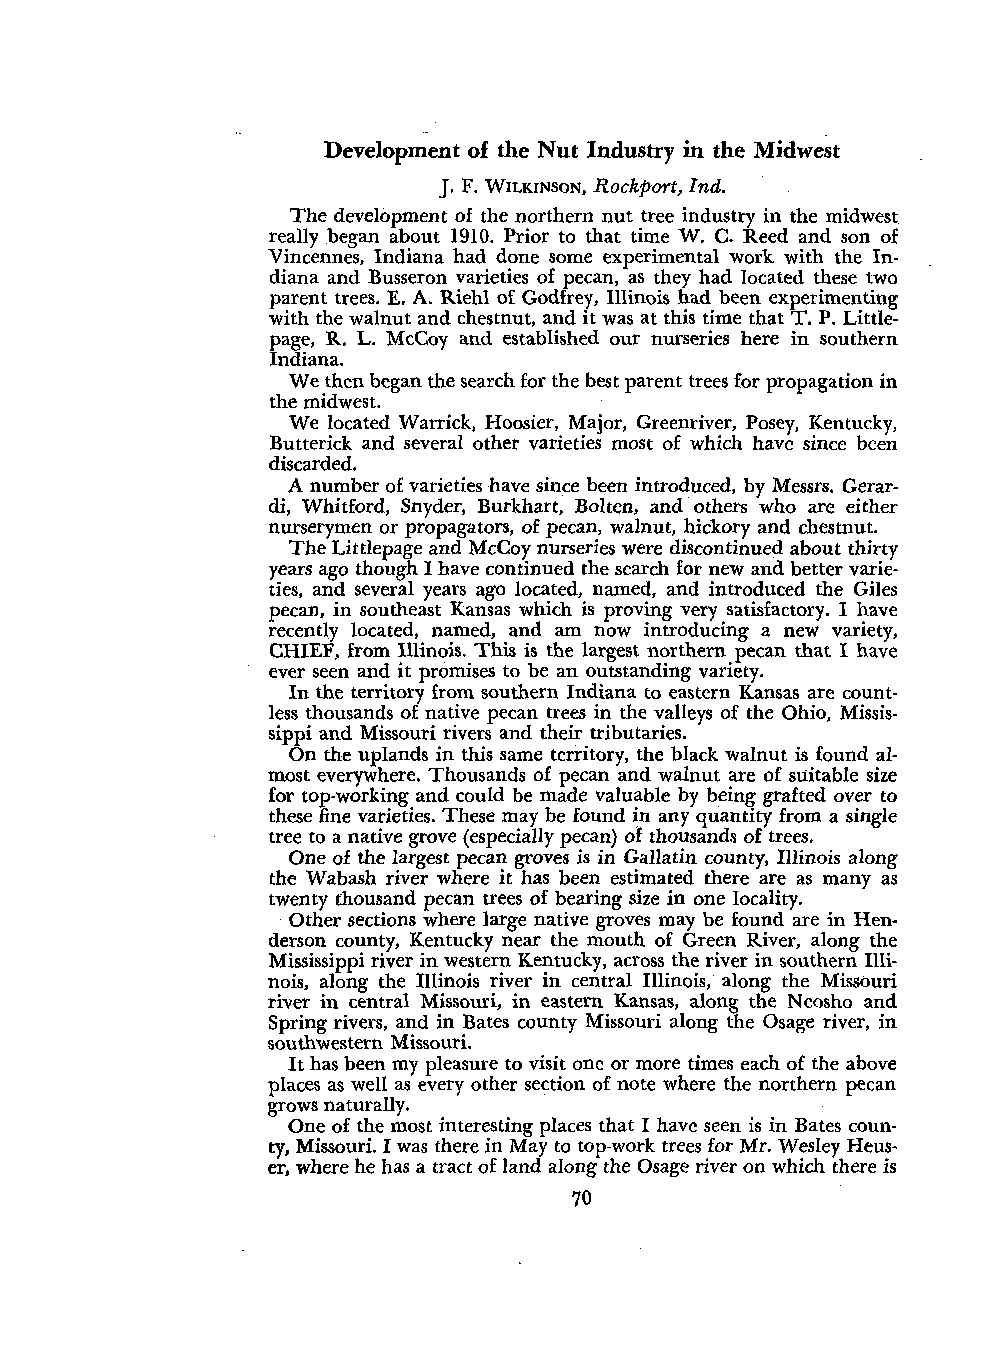 Development of the Nut Industry in the Midwest
J. F. WILKINSON, Rockport, Ind.
The development of the northern nut tree industry in the midwest
really began about 1910. Prior to that time W. C. Reed and son of
Vincennes, Indiana had done some experimental work with the In-
diana and Busseron varieties of pecan, as they had located these two
parent trees. E. A. Riehl of Godfrey, Illinois had been experimenting
with the walnut and chestnut, and it was at this time that T. P. Little-
page, R. L. McCoy and established our nurseries here in southern
Indiana.
We then began the search for the best parent trees for propagation in
the midwest.
We located Warrick, Hoosier, Major, Greenriver, Posey, Kentucky,
Butterick and several other varieties most of which have since been
discarded.
A number of varieties have since been introduced, by Messrs. Gerar-
di, Whitford, Snyder, Burkhart, Bolten, and others who are either
nurserymen or propagators, of pecan, walnut, hickory and chestnut.
The Littlepage and McCoy nurseries were discontinued about thirty
years ago though I have continued the search for new and better varie-
ties, and several years ago located, named, and introduced the Giles
pecan, in southeast Kansas which is proving very satisfactory. I have
recently located, named, and am now introducing a new variety,
CHIEF, from Illinois. This is the largest northern pecan that I have
ever seen and it promises to be an outstanding variety.
In the territory from southern Indiana to eastern Kansas are count-
less thousands of native pecan trees in the valleys of the Ohio, Missis-
sippi and Missouri rivers and their tributaries.
On the uplands in this same territory, the black walnut is found al-
most everywhere. Thousands of pecan and walnut are of suitable size
for top-working and could be made valuable by being grafted over to
these fine varieties. These may be found in any quantity from a single
tree to a native grove (especially pecan) of thousands of trees.
One of the largest pecan groves is in Gallatin county, Illinois along
the Wabash river where it has been estimated there are as many as
twenty thousand pecan trees of bearing size in one locality.
Other sections where large native groves may be found are in Hen-
derson county, Kentucky near the mouth of Green River, along the
Mississippi river in western Kentucky, across the river in southern Illi-
nois, along the Illinois river in central Illinois, along the Missouri
river in central Missouri, in eastern Kansas, along the Neosho and
Spring rivers, and in Bates county Missouri along the Osage river, in
southwestern Missouri.
It has been my pleasure to visit one or more times each of the above
places as well as every other section of note where the northern pecan
grows naturally.
One of the most interesting places that I have seen is in Bates coun-
ty, Missouri. I was there in May to top-work trees for Mr. Wesley Heus-
er, where he has a tract of land along the Osage river on which there is
70